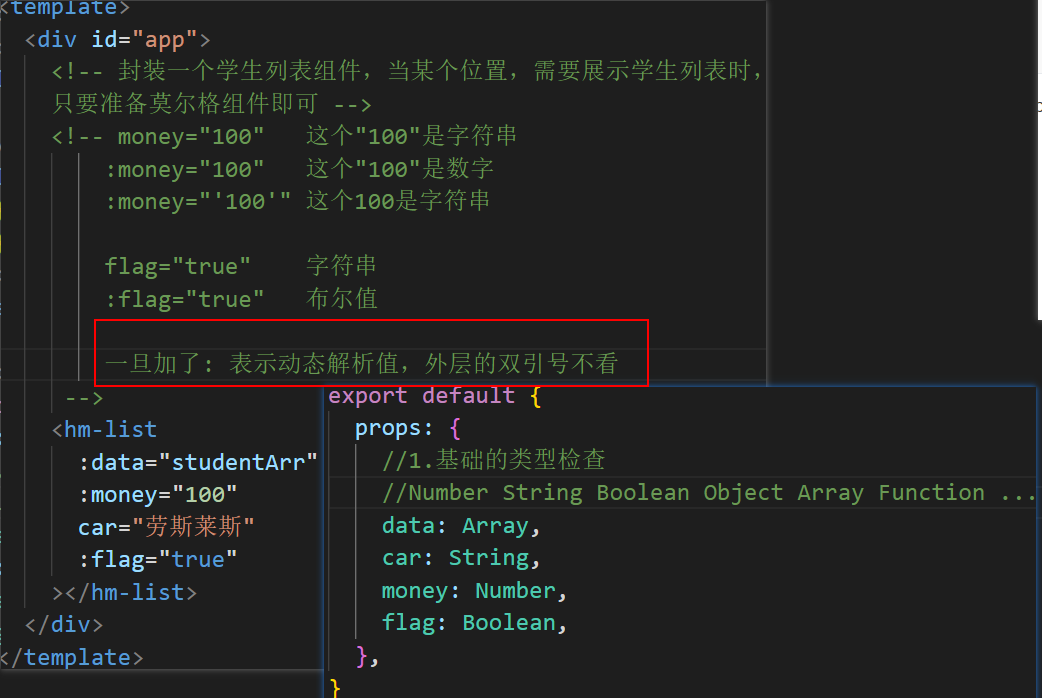 <template>
<div id="app">
<!-- 封装一个学生列表组件，当某个位置，需要展示学生列表时，
只要准备莫尔格组件即可 -->
<!-- money="100" 这个"100"是字符串
:money="100" 这个"100"是数字
:money="'100'" 这个100是字符串
flag="true" 字符串
:flag="true" 布尔值
一旦加了: 表示动态解析值，外层的双引号不看
-->
<hm-list
:data="studentArr"
:money="100"
car="劳斯莱斯"
:flag="true"
></hm-list>
</div>
</template>
export default {
props: {
//1.基础的类型检查
//Number String Boolean Object Array Function ...
data: Array,
car: String,
money: Number,
flag: Boolean,
},
}